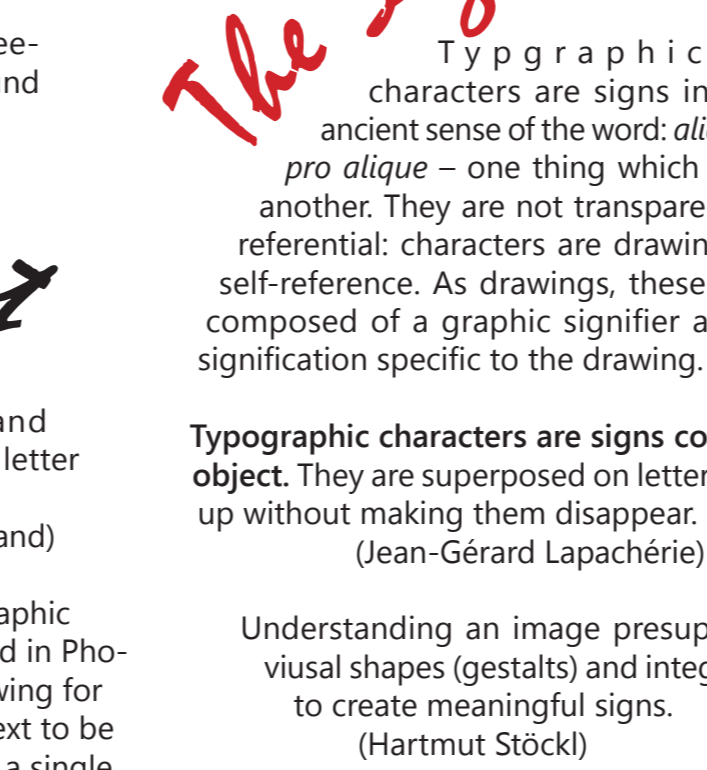 ee-
und
and
letter
and)
aphic
d in Pho-
wing for
ext to be
a single
The
Typgraphic
characters are signs in
ancient sense of the word: ali
pro alique – one thing which
another. They are not transpare
referential: characters are drawin
self-reference. As drawings, these
composed of a graphic signifier a
signification specific to the drawing.
Typographic characters are signs co
object. They are superposed on letter
up without making them disappear.
(Jean-Gérard Lapachérie)
Understanding an image presup
viusal shapes (gestalts) and integ
to create meaningful signs.
(Hartmut Stöckl)